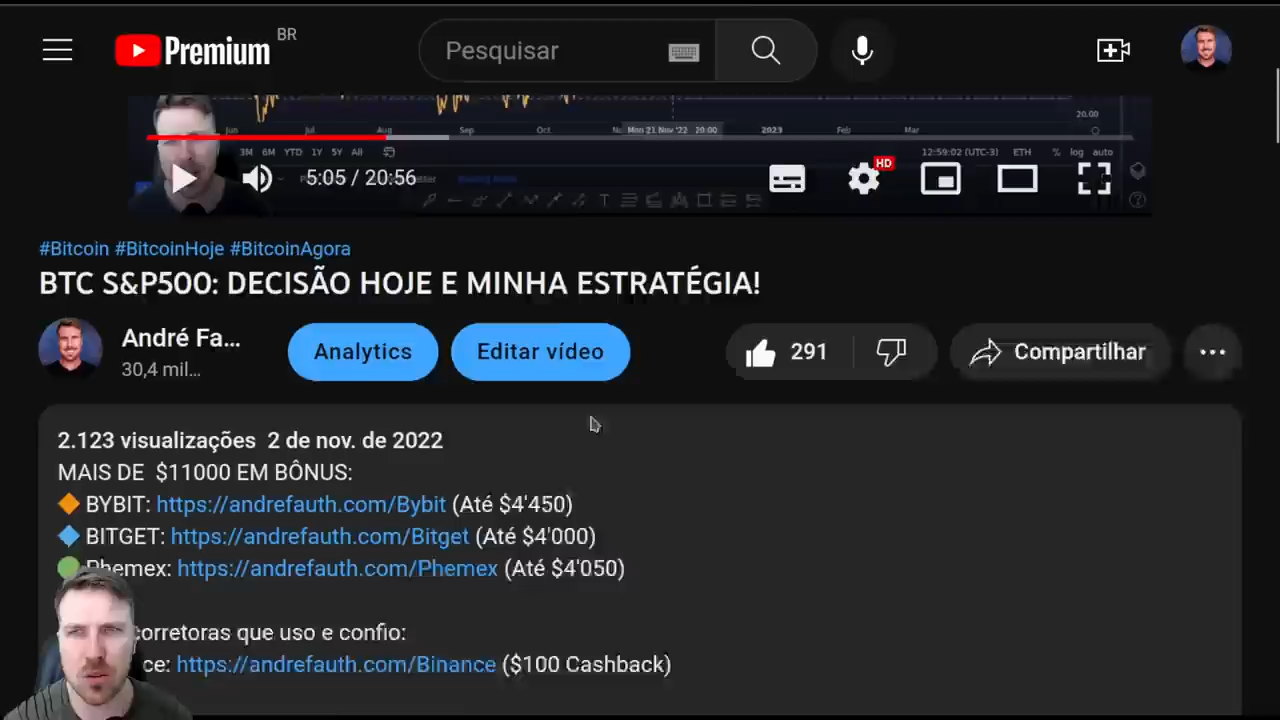 Premium BR
Pesquisar
20.00
Jun Jul Aug Sep Oct Mon 21 Nov '22 20:00 2023 Feb Mar
3M 6M YTD 1Y 5Y All
12:59:02 (UTC-3) ETH % log auto
HD
5:05 / 20:56
#Bitcoin #BitcoinHoje #BitcoinAgora
BTC S&P500: DECISÃO HOJE E MINHA ESTRATÉGIA!
André Fa...
30,4 mil...
Analytics
Editar vídeo
291
Compartilhar
2.123 visualizações 2 de nov. de 2022
MAIS DE $11000 EM BÔNUS:
BYBIT: https://andrefauth.com/Bybit (Até $4'450)
BITGET: https://andrefauth.com/Bitget (Até $4'000)
Phemex: https://andrefauth.com/Phemex (Até $4'050)
corretoras que uso e confio:
ce: https://andrefauth.com/Binance ($100 Cashback)